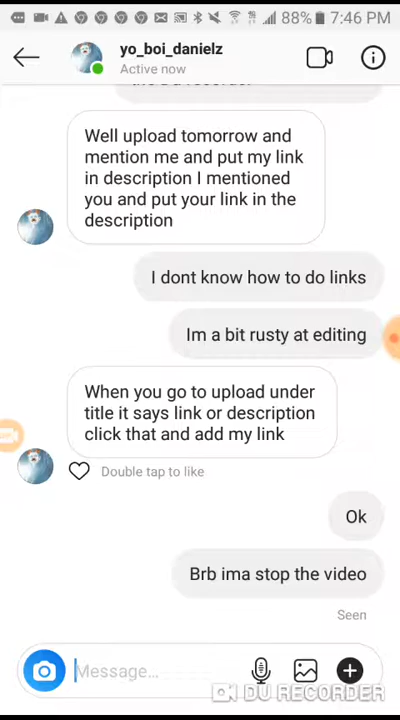 88% 7:46 PM
yo_boi_danielz
Active now
Well upload tomorrow and
mention me and put my link
in description I mentioned
you and put your link in the
description
I dont know how to do links
Im a bit rusty at editing
When you go to upload under
title it says link or description
click that and add my link
Double tap to like
Ok
Brb ima stop the video
Seen
Message...
DU RECORDER